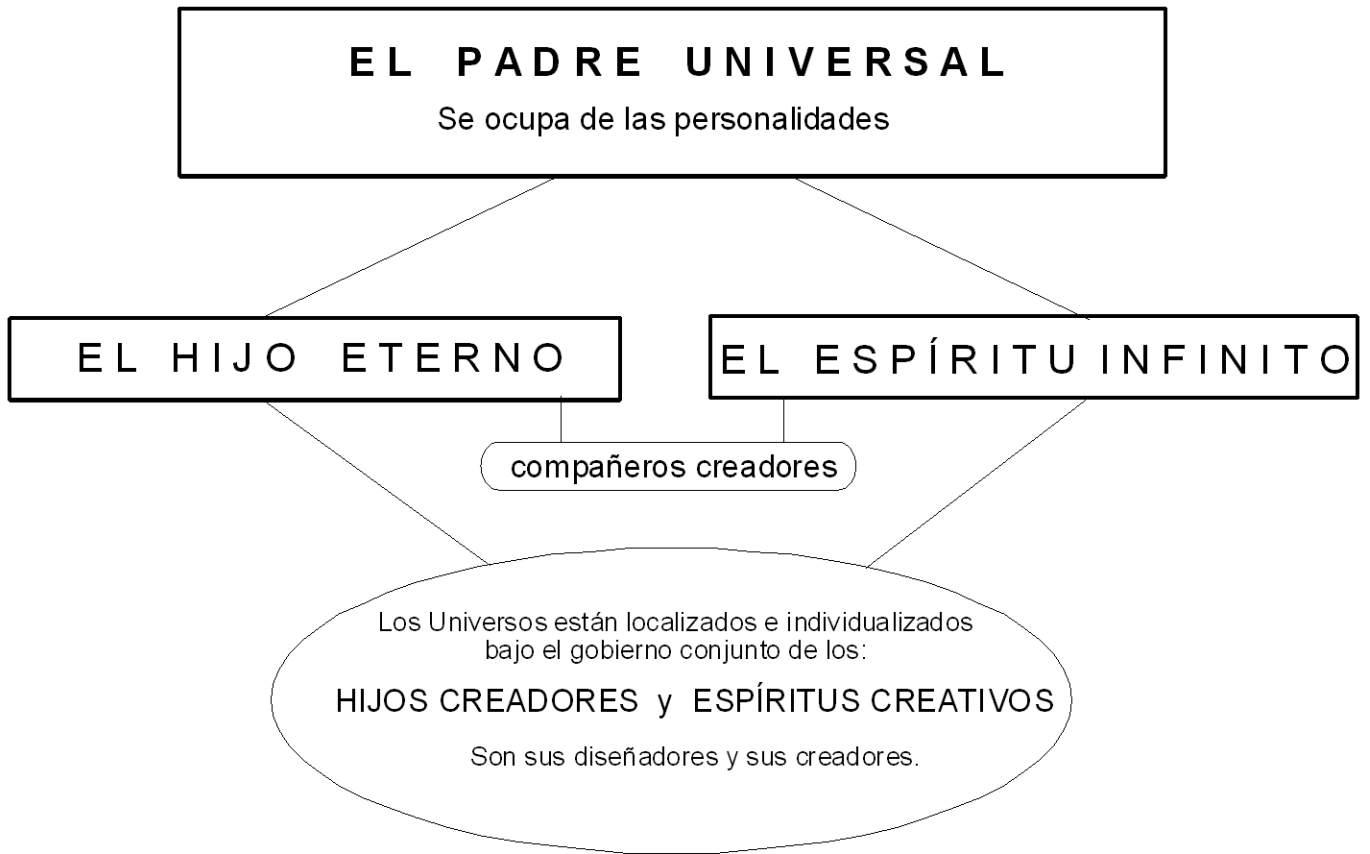 EL PADRE UNIVERSAL
Se ocupa de las personalidades
EL HIJO ETERNO
EL ESPÍRITU INFINITO
compañeros creadores
Los Universos están localizados e individualizados
bajo el gobierno conjunto de los:
HIJOS CREADORES y ESPÍRITUS CREATIVOS
Son sus diseñadores y sus creadores.